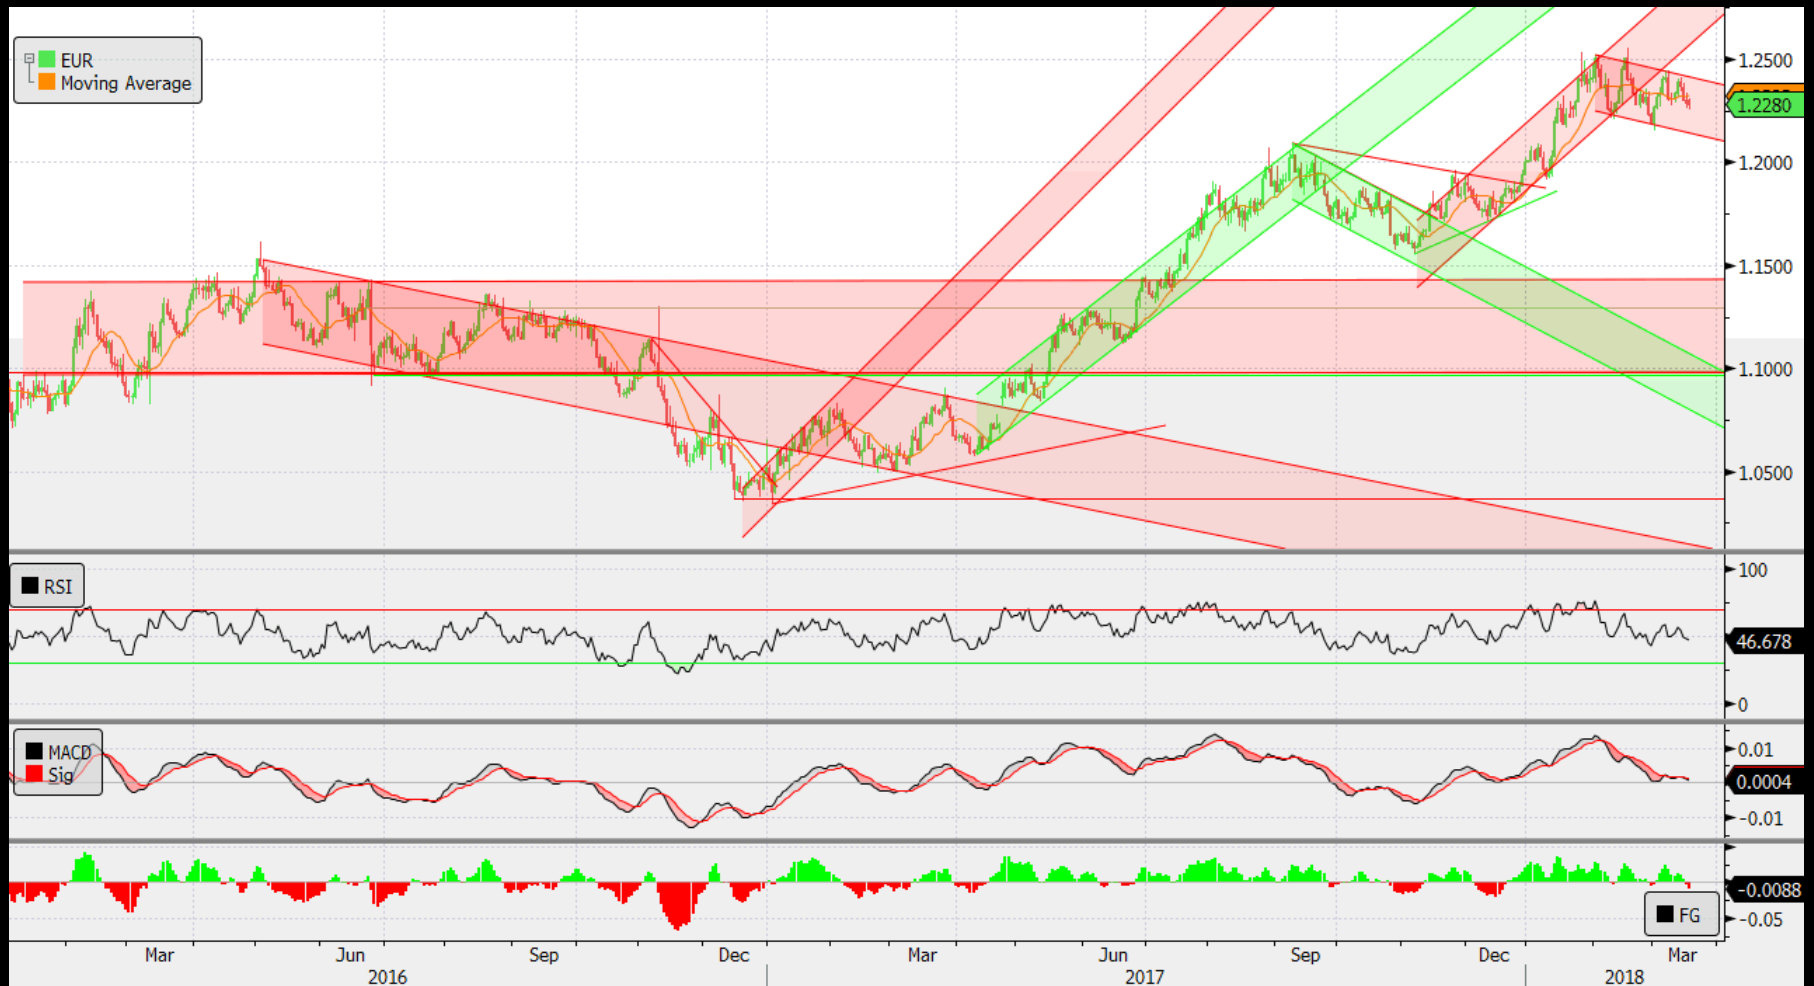 EUR
Moving Average
1.2500
1.2280
1.2000
1.1500
1.1000
1.0500
RSI
100
46.678
0
MACD
Sig
0.01
0.0004
-0.01
-0.0088
-0.05
FG
Mar Jun Sep Dec Mar Jun Sep Dec Mar
2016 2017 2018